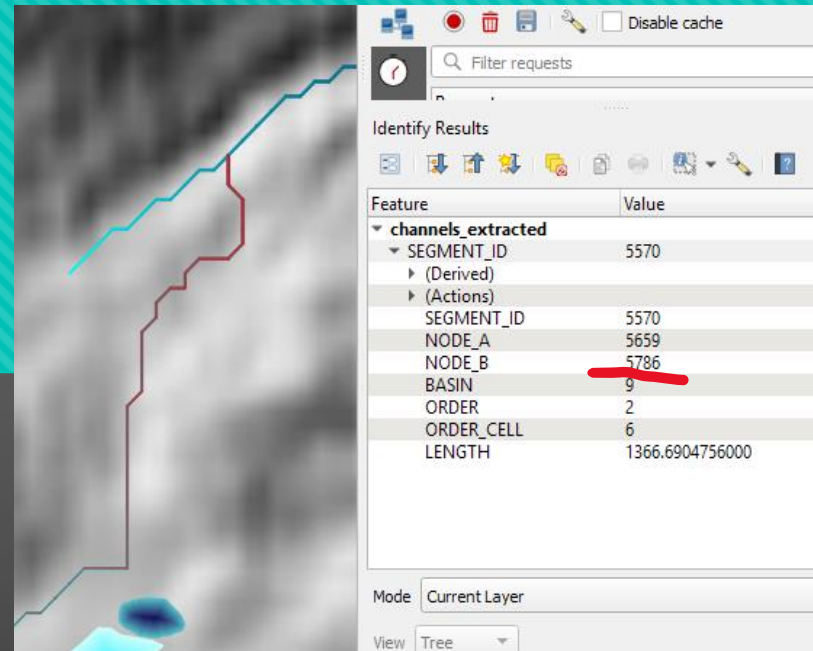 Disable cache
Filter requests
Identify Results
Feature Value
channels_extracted
SEGMENT_ID 5570
(Derived)
(Actions)
SEGMENT_ID 5570
NODE_A 5659
NODE_B 5786
BASIN 9
ORDER 2
ORDER_CELL 6
LENGTH 1366.6904756000
Mode Current Layer
View Tree